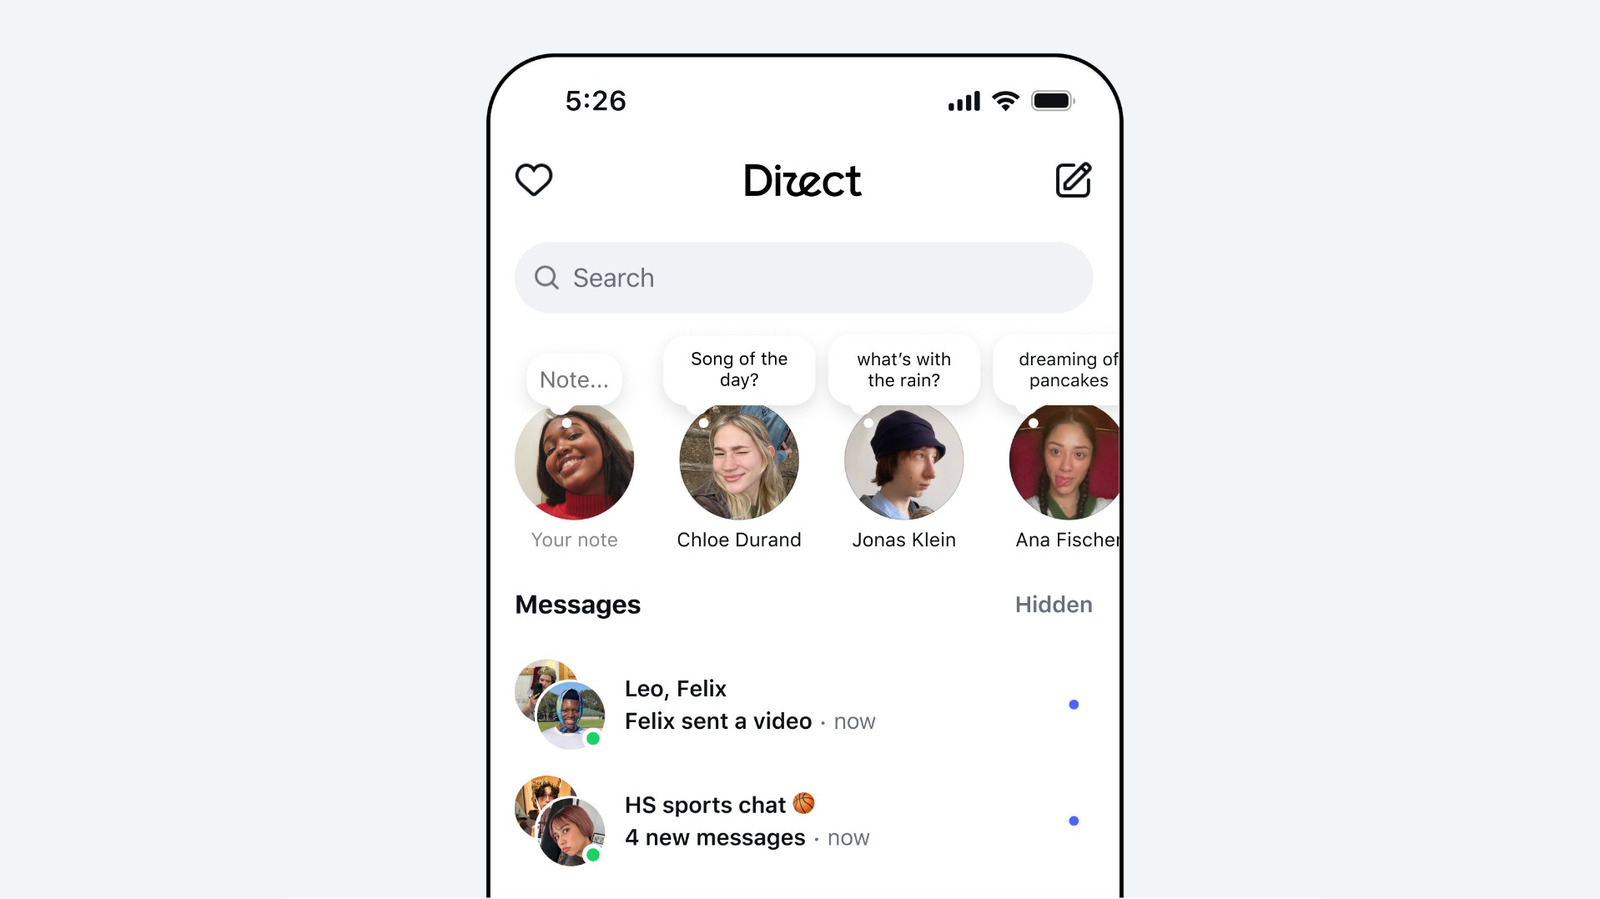 5:26
Direct
Search
Note...
Song of the
day?
what's with
the rain?
dreaming of
pancakes
Your note
Chloe Durand
Jonas Klein
Ana Fischer
Messages
Hidden
Leo, Felix
Felix sent a video · now
HS sports chat 🏀
4 new messages · now